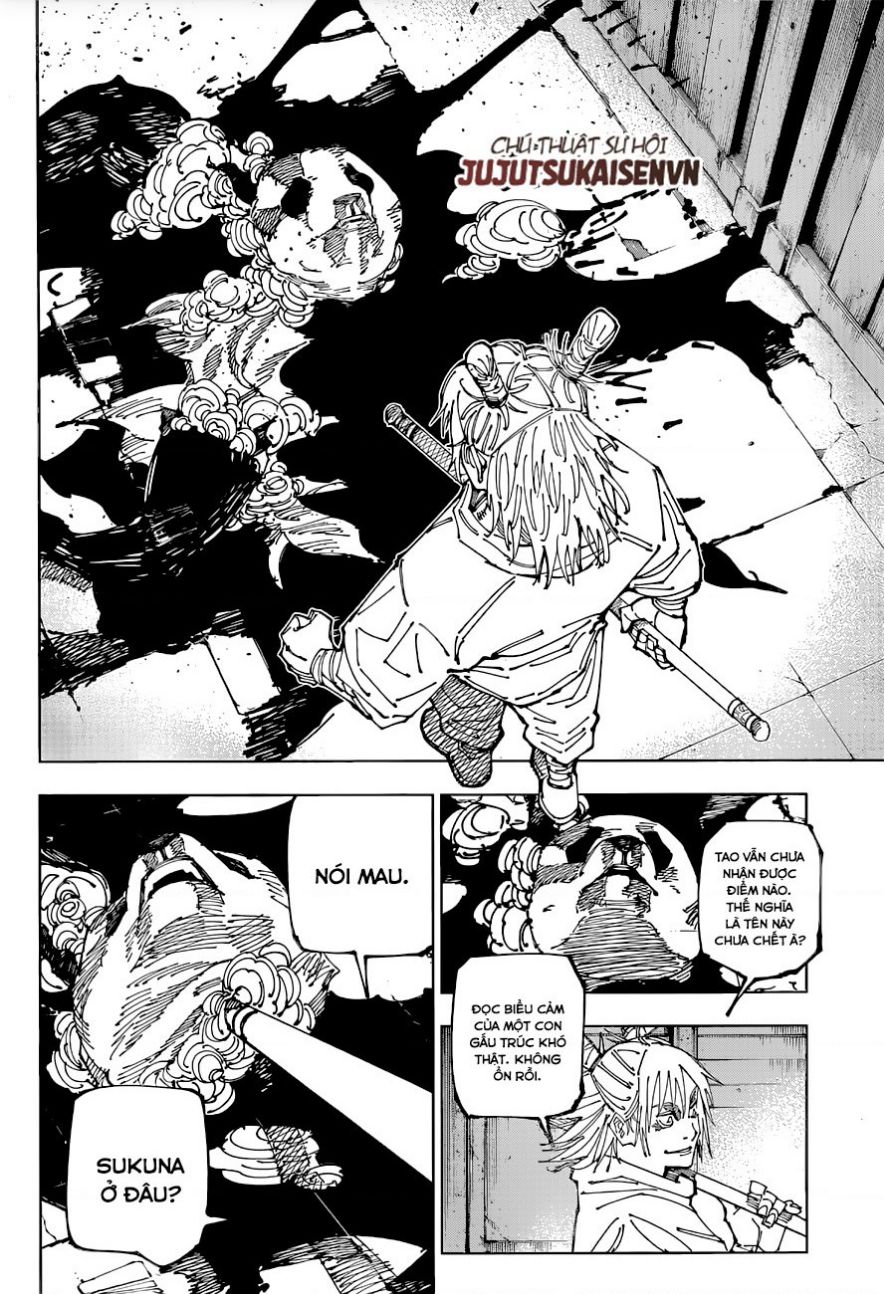 CHÚ THUẬT SƯ HỘI
JUJUTSUKAISENVN
TAO VẪN CHƯA
NHẬN ĐƯỢC
ĐIỂM NÀO.
THẾ NGHĨA
LÀ TÊN NÀY
CHƯA CHẾT À?
ĐỌC BIỂU CẢM
CỦA MỘT CON
GẤU TRÚC KHÓ
THẬT. KHÔNG
ỔN RỒI.
NÓI MAU.
SUKUNA
Ở ĐÂU?